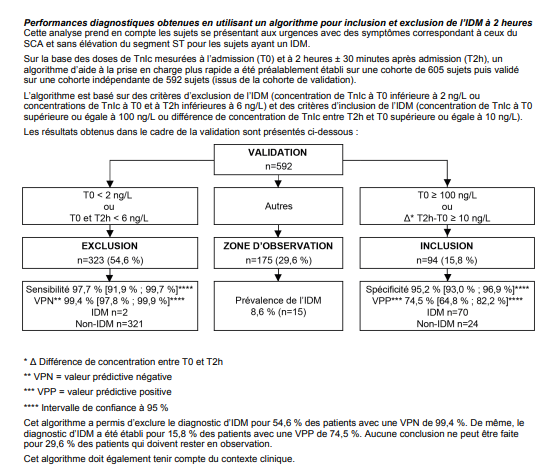 Performances diagnostiques obtenues en utilisant un algorithme pour inclusion et exclusion de l'IDM à 2 heures
Cette analyse prend en compte les sujets se présentant aux urgences avec des symptômes correspondant à ceux du
SCA et sans élévation du segment ST pour les sujets ayant un IDM.
Sur la base des doses de TnIc mesurées à l'admission (T0) et à 2 heures ± 30 minutes après admission (T2h), un
algorithme d'aide à la prise en charge plus rapide a été préalablement établi sur une cohorte de 605 sujets puis validé
sur une cohorte indépendante de 592 sujets (issus de la cohorte de validation).
L'algorithme est basé sur des critères d'exclusion de l'IDM (concentration de TnIc à T0 inférieure à 2 ng/L ou
concentrations de TnIc à T0 et à T2h inférieures à 6 ng/L) et des critères d'inclusion de l'IDM (concentration de TnIc à T0
supérieure ou égale à 100 ng/L ou différence de concentration de TnIc entre T2h et T0 supérieure ou égale à 10 ng/L).
Les résultats obtenus dans le cadre de la validation sont présentés ci-dessous :
VALIDATION
n=592
T0 < 2 ng/L
ou
T0 et T2h < 6 ng/L
Autres
T0 ≥ 100 ng/L
ou
Δ* T2h-T0 ≥ 10 ng/L
EXCLUSION
n=323 (54,6 %)
ZONE D'OBSERVATION
n=175 (29,6 %)
INCLUSION
n=94 (15,8 %)
Sensibilité 97,7 % [91,9 % ; 99,7 %]****
VPN** 99,4 % [97,8 % ; 99,9 %]****
IDM n=2
Non-IDM n=321
Prévalence de l'IDM
8,6 % (n=15)
Spécificité 95,2 % [93,0 % ; 96,9 %]****
VPP*** 74,5 % [64,8 % ; 82,2 %]****
IDM n=70
Non-IDM n=24
* Δ Différence de concentration entre T0 et T2h
** VPN = valeur prédictive négative
*** VPP = valeur prédictive positive
**** Intervalle de confiance à 95 %
Cet algorithme a permis d'exclure le diagnostic d'IDM pour 54,6 % des patients avec une VPN de 99,4 %. De même, le
diagnostic d'IDM a été établi pour 15,8 % des patients avec une VPP de 74,5 %. Aucune conclusion ne peut être faite
pour 29,6 % des patients qui doivent rester en observation.
Cet algorithme doit également tenir compte du contexte clinique.